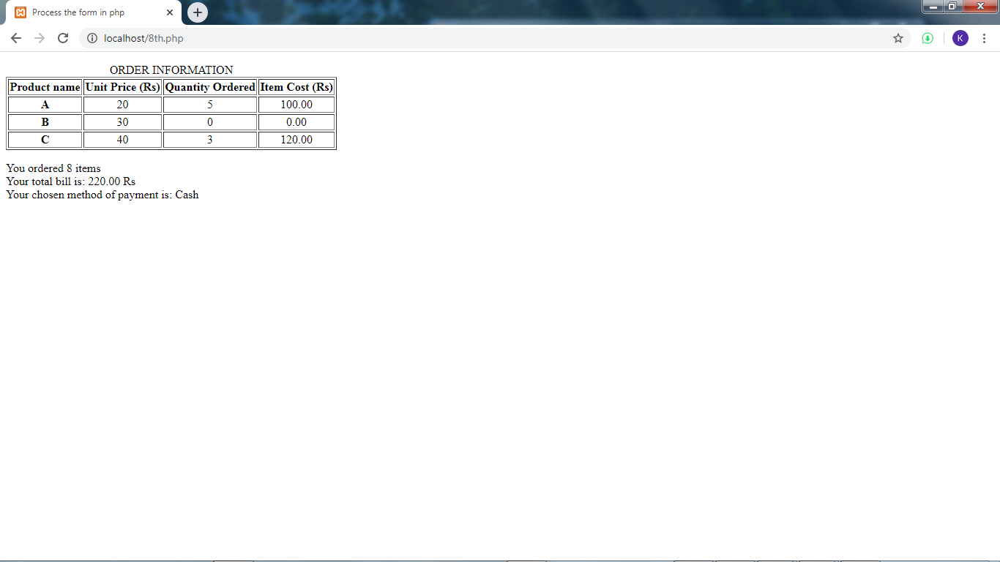 Process the form in php
localhost/8th.php
K
ORDER INFORMATION
Product name Unit Price (Rs) Quantity Ordered Item Cost (Rs)
A 20 5 100.00
B 30 0 0.00
C 40 3 120.00
You ordered 8 items
Your total bill is: 220.00 Rs
Your chosen method of payment is: Cash